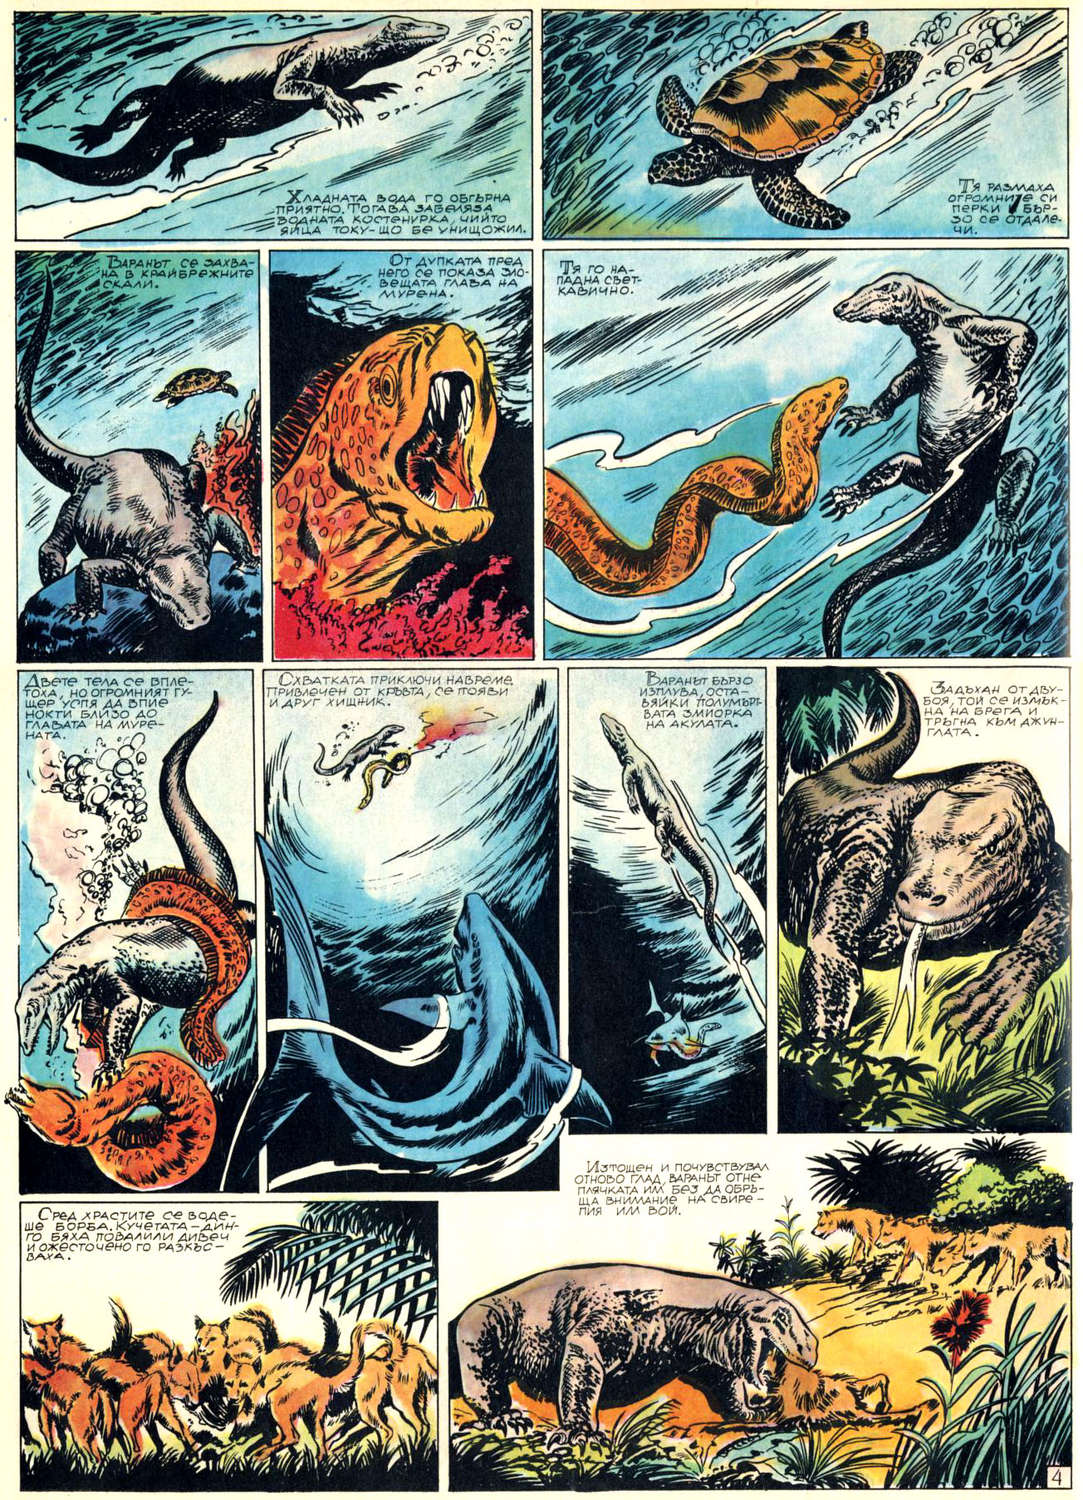 Хладната вода го обгърна
приятно. Тогава забеляза
водната костенурка, чийто
яйца току-що бе унищожил.
Тя размаха
огромните си
перки и бър-
зо се отдале-
чи.
Варанът се захва-
на в крайбрежните
скали.
От дупката пред
него се показа зло-
вещата глава на
мурена.
Тя го на-
падна свет-
кавично.
Двете тела се впле-
тоха, но огромният гу-
щер успя да впие
нокти близо до
главата на муре-
ната.
Схватката приключи навреме.
Привлечен от кръвта, се появи
и друг хищник.
Варанът бързо
изплува, оста-
вяйки полумърт-
вата змиорка
на акулата.
Задъхан от дву-
боя, той се измък-
на на брега и
тръгна към джун-
глата.
Сред храстите се воде-
ше борба. Кучетата-дин-
го бяха повалили дивеч
и ожесточено го разкъс-
ваха.
Изтощен и почувствувал
отново глад, варанът отне
плячката им без да обръ-
ща внимание на свире-
пия им вой.
4